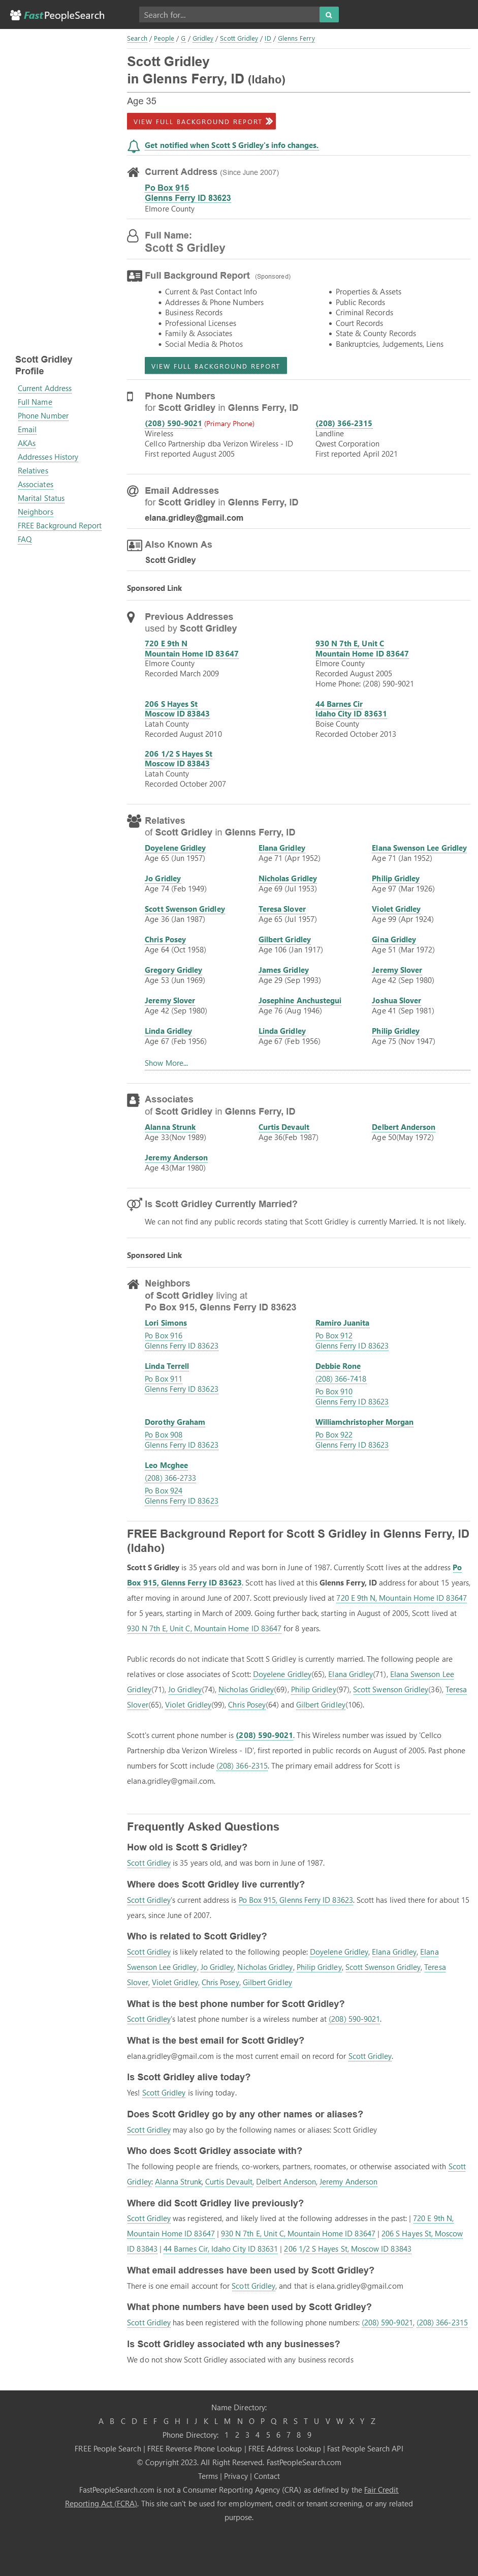 FastPeopleSearch
Search for...
Search / People / G / Gridley / Scott Gridley / ID / Glenns Ferry
Scott Gridley
in Glenns Ferry, ID (Idaho)
Age 35
VIEW FULL BACKGROUND REPORT
Get notified when Scott S Gridley's info changes.
Current Address (Since June 2007)
Po Box 915
Glenns Ferry ID 83623
Elmore County
Full Name:
Scott S Gridley
Full Background Report (Sponsored)
• Current & Past Contact Info
• Addresses & Phone Numbers
• Business Records
• Professional Licenses
• Family & Associates
• Social Media & Photos
• Properties & Assets
• Public Records
• Criminal Records
• Court Records
• State & County Records
• Bankruptcies, Judgements, Liens
VIEW FULL BACKGROUND REPORT
Scott Gridley
Profile
Current Address
Full Name
Phone Number
Email
AKAs
Addresses History
Relatives
Associates
Marital Status
Neighbors
FREE Background Report
FAQ
Phone Numbers
for Scott Gridley in Glenns Ferry, ID
(208) 590-9021 (Primary Phone)
Wireless
Cellco Partnership dba Verizon Wireless - ID
First reported August 2005
(208) 366-2315
Landline
Qwest Corporation
First reported April 2021
Email Addresses
for Scott Gridley in Glenns Ferry, ID
elana.gridley@gmail.com
Also Known As
Scott Gridley
Sponsored Link
Previous Addresses
used by Scott Gridley
720 E 9th N
Mountain Home ID 83647
Elmore County
Recorded March 2009
930 N 7th E, Unit C
Mountain Home ID 83647
Elmore County
Recorded August 2005
Home Phone: (208) 590-9021
206 S Hayes St
Moscow ID 83843
Latah County
Recorded August 2010
44 Barnes Cir
Idaho City ID 83631
Boise County
Recorded October 2013
206 1/2 S Hayes St
Moscow ID 83843
Latah County
Recorded October 2007
Relatives
of Scott Gridley in Glenns Ferry, ID
Doyelene Gridley
Age 65 (Jun 1957)
Elana Gridley
Age 71 (Apr 1952)
Elana Swenson Lee Gridley
Age 71 (Jan 1952)
Jo Gridley
Age 74 (Feb 1949)
Nicholas Gridley
Age 69 (Jul 1953)
Philip Gridley
Age 97 (Mar 1926)
Scott Swenson Gridley
Age 36 (Jan 1987)
Teresa Slover
Age 65 (Jul 1957)
Violet Gridley
Age 99 (Apr 1924)
Chris Posey
Age 64 (Oct 1958)
Gilbert Gridley
Age 106 (Jan 1917)
Gina Gridley
Age 51 (Mar 1972)
Gregory Gridley
Age 53 (Jun 1969)
James Gridley
Age 29 (Sep 1993)
Jeremy Slover
Age 42 (Sep 1980)
Jeremy Slover
Age 42 (Sep 1980)
Josephine Anchustegui
Age 76 (Aug 1946)
Joshua Slover
Age 41 (Sep 1981)
Linda Gridley
Age 67 (Feb 1956)
Linda Gridley
Age 67 (Feb 1956)
Philip Gridley
Age 75 (Nov 1947)
Show More...
Associates
of Scott Gridley in Glenns Ferry, ID
Alanna Strunk
Age 33(Nov 1989)
Curtis Devault
Age 36(Feb 1987)
Delbert Anderson
Age 50(May 1972)
Jeremy Anderson
Age 43(Mar 1980)
Is Scott Gridley Currently Married?
We can not find any public records stating that Scott Gridley is currently Married. It is not likely.
Sponsored Link
Neighbors
of Scott Gridley living at
Po Box 915, Glenns Ferry ID 83623
Lori Simons
Po Box 916
Glenns Ferry ID 83623
Ramiro Juanita
Po Box 912
Glenns Ferry ID 83623
Linda Terrell
Po Box 911
Glenns Ferry ID 83623
Debbie Rone
(208) 366-7418
Po Box 910
Glenns Ferry ID 83623
Dorothy Graham
Po Box 908
Glenns Ferry ID 83623
Williamchristopher Morgan
Po Box 922
Glenns Ferry ID 83623
Leo Mcghee
(208) 366-2733
Po Box 924
Glenns Ferry ID 83623
FREE Background Report for Scott S Gridley in Glenns Ferry, ID
(Idaho)
Scott S Gridley is 35 years old and was born in June of 1987. Currently Scott lives at the address Po
Box 915, Glenns Ferry ID 83623. Scott has lived at this Glenns Ferry, ID address for about 15 years,
after moving in around June of 2007. Scott previously lived at 720 E 9th N, Mountain Home ID 83647
for 5 years, starting in March of 2009. Going further back, starting in August of 2005, Scott lived at
930 N 7th E, Unit C, Mountain Home ID 83647 for 8 years.
Public records do not indicate that Scott S Gridley is currently married. The following people are
relatives or close associates of Scott: Doyelene Gridley(65), Elana Gridley(71), Elana Swenson Lee
Gridley(71), Jo Gridley(74), Nicholas Gridley(69), Philip Gridley(97), Scott Swenson Gridley(36), Teresa
Slover(65), Violet Gridley(99), Chris Posey(64) and Gilbert Gridley(106).
Scott's current phone number is (208) 590-9021. This Wireless number was issued by 'Cellco
Partnership dba Verizon Wireless - ID', first reported in public records on August of 2005. Past phone
numbers for Scott include (208) 366-2315. The primary email address for Scott is
elana.gridley@gmail.com.
Frequently Asked Questions
How old is Scott S Gridley?
Scott Gridley is 35 years old, and was born in June of 1987.
Where does Scott Gridley live currently?
Scott Gridley's current address is Po Box 915, Glenns Ferry ID 83623. Scott has lived there for about 15
years, since June of 2007.
Who is related to Scott Gridley?
Scott Gridley is likely related to the following people: Doyelene Gridley, Elana Gridley, Elana
Swenson Lee Gridley, Jo Gridley, Nicholas Gridley, Philip Gridley, Scott Swenson Gridley, Teresa
Slover, Violet Gridley, Chris Posey, Gilbert Gridley
What is the best phone number for Scott Gridley?
Scott Gridley's latest phone number is a wireless number at (208) 590-9021.
What is the best email for Scott Gridley?
elana.gridley@gmail.com is the most current email on record for Scott Gridley.
Is Scott Gridley alive today?
Yes! Scott Gridley is living today.
Does Scott Gridley go by any other names or aliases?
Scott Gridley may also go by the following names or aliases: Scott Gridley
Who does Scott Gridley associate with?
The following people are friends, co-workers, partners, roomates, or otherwise associated with Scott
Gridley: Alanna Strunk, Curtis Devault, Delbert Anderson, Jeremy Anderson
Where did Scott Gridley live previously?
Scott Gridley was registered, and likely lived at the following addresses in the past: | 720 E 9th N,
Mountain Home ID 83647 | 930 N 7th E, Unit C, Mountain Home ID 83647 | 206 S Hayes St, Moscow
ID 83843 | 44 Barnes Cir, Idaho City ID 83631 | 206 1/2 S Hayes St, Moscow ID 83843
What email addresses have been used by Scott Gridley?
There is one email account for Scott Gridley, and that is elana.gridley@gmail.com
What phone numbers have been used by Scott Gridley?
Scott Gridley has been registered with the following phone numbers: (208) 590-9021, (208) 366-2315
Is Scott Gridley associated wth any businesses?
We do not show Scott Gridley associated with any business records
Name Directory:
A B C D E F G H I J K L M N O P Q R S T U V W X Y Z
Phone Directory: 1 2 3 4 5 6 7 8 9
FREE People Search | FREE Reverse Phone Lookup | FREE Address Lookup | Fast People Search API
© Copyright 2023. All Right Reserved. FastPeopleSearch.com
Terms | Privacy | Contact
FastPeopleSearch.com is not a Consumer Reporting Agency (CRA) as defined by the Fair Credit
Reporting Act (FCRA). This site can't be used for employment, credit or tenant screening, or any related
purpose.